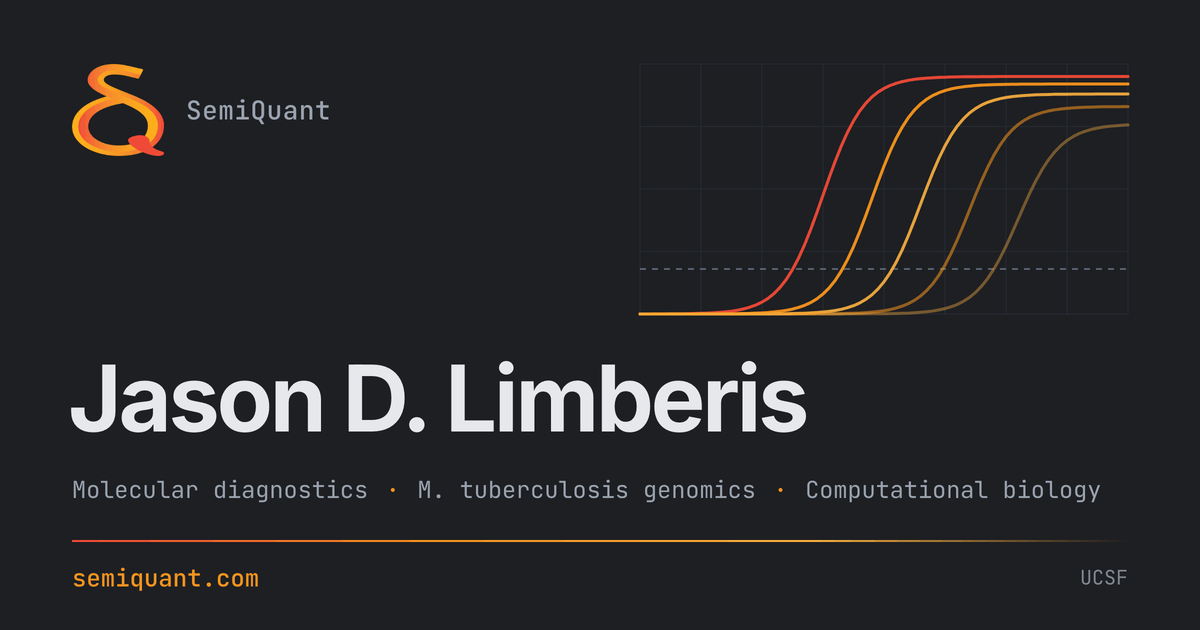 SemiQuant
Jason D. Limberis
Molecular diagnostics · M. tuberculosis genomics · Computational biology
semiquant.com
UCSF